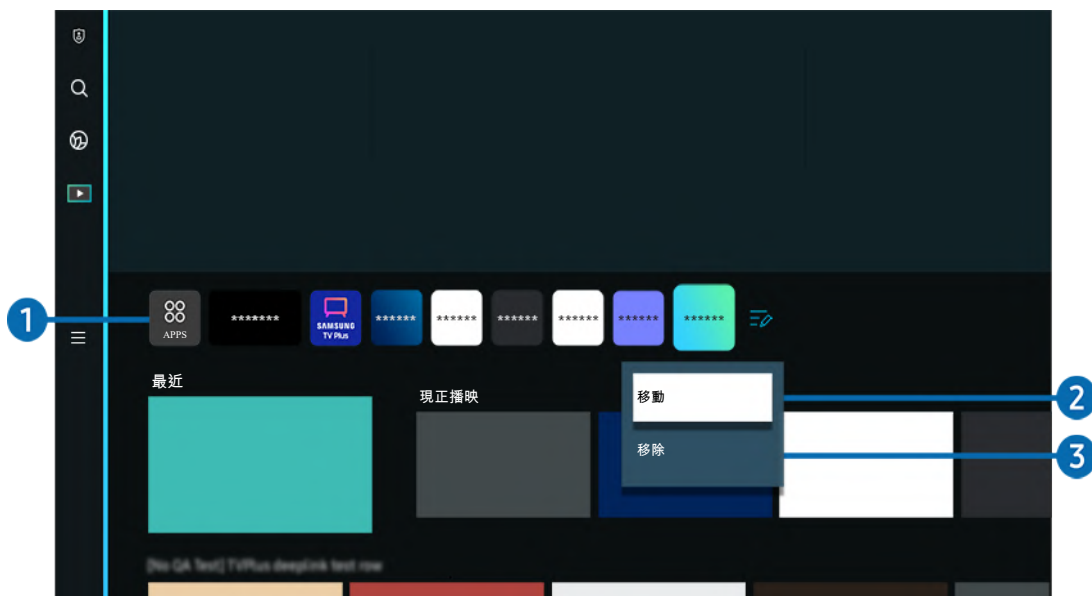 1
APPS
*******
SAMSUNG
TV Plus
******
******
******
******
******
******
最近
現正播映
移動
2
移除
3
[No QA Test] TVPlus deeplink test row